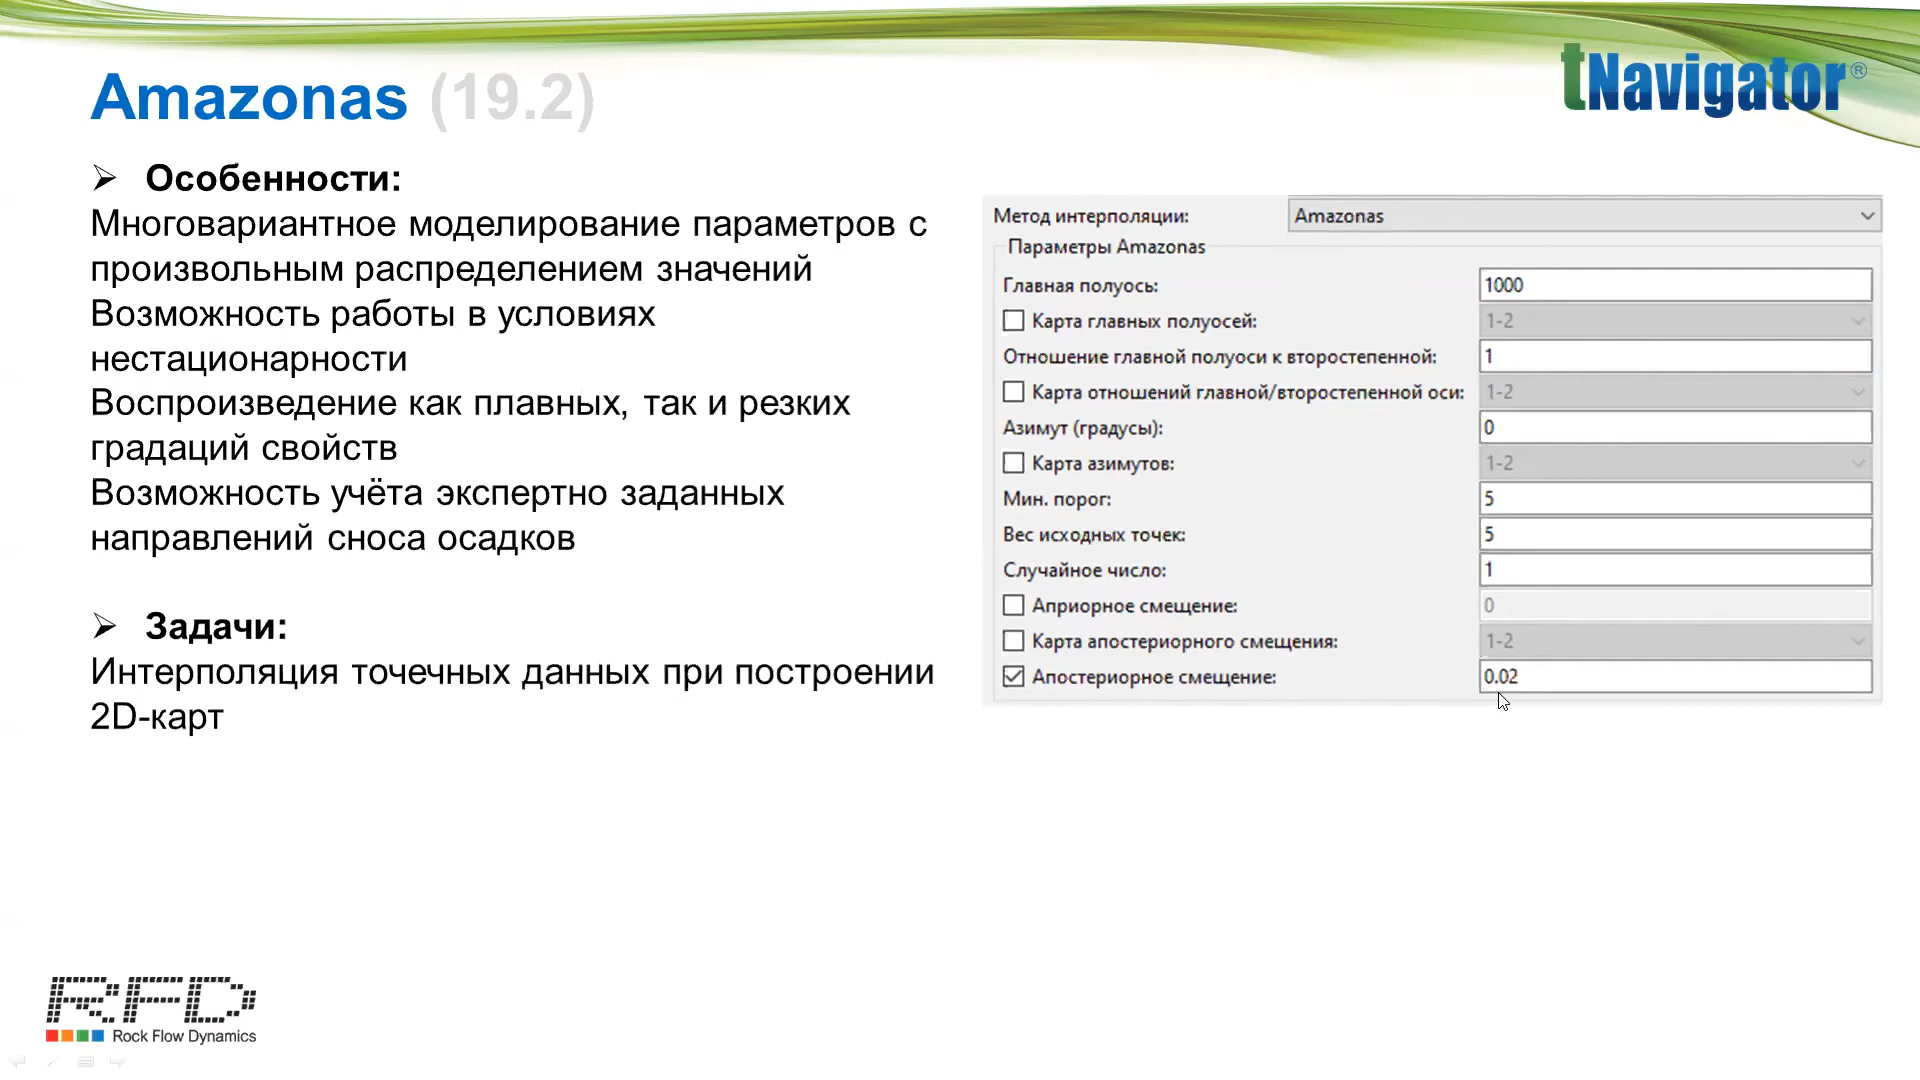 Amazonas (19.2)
tNavigator®
Особенности:
Многовариантное моделирование параметров с
произвольным распределением значений
Возможность работы в условиях
нестационарности
Воспроизведение как плавных, так и резких
градаций свойств
Возможность учёта экспертно заданных
направлений сноса осадков
Задачи:
Интерполяция точечных данных при построении
2D-карт
Метод интерполяции: Amazonas
Параметры Amazonas
Главная полуось: 1000
Карта главных полуосей: 1-2
Отношение главной полуоси к второстепенной: 1
Карта отношений главной/второстепенной оси: 1-2
Азимут (градусы): 0
Карта азимутов: 1-2
Мин. порог: 5
Вес исходных точек: 5
Случайное число: 1
Априорное смещение: 0
Карта апостериорного смещения: 1-2
Апостериорное смещение: 0.02
RFD
Rock Flow Dynamics